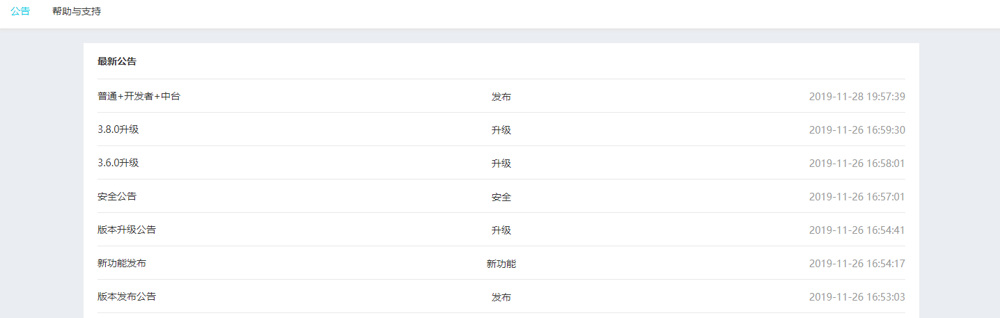 公告 帮助与支持
最新公告
普通+开发者+中台 发布 2019-11-28 19:57:39
3.8.0升级 升级 2019-11-26 16:59:30
3.6.0升级 升级 2019-11-26 16:58:01
安全公告 安全 2019-11-26 16:57:01
版本升级公告 升级 2019-11-26 16:54:41
新功能发布 新功能 2019-11-26 16:54:17
版本发布公告 发布 2019-11-26 16:53:03